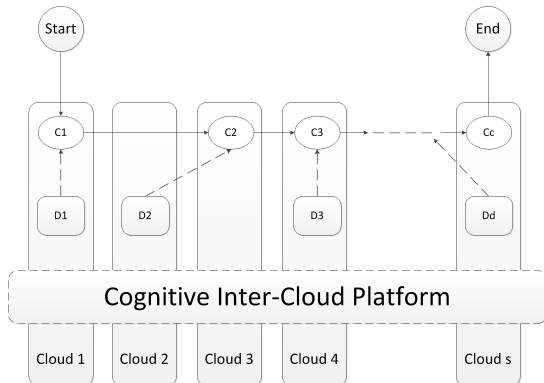 Start
End
C1
C2
C3
Cc
D1
D2
D3
Dd
Cognitive Inter-Cloud Platform
Cloud 1
Cloud 2
Cloud 3
Cloud 4
Cloud s